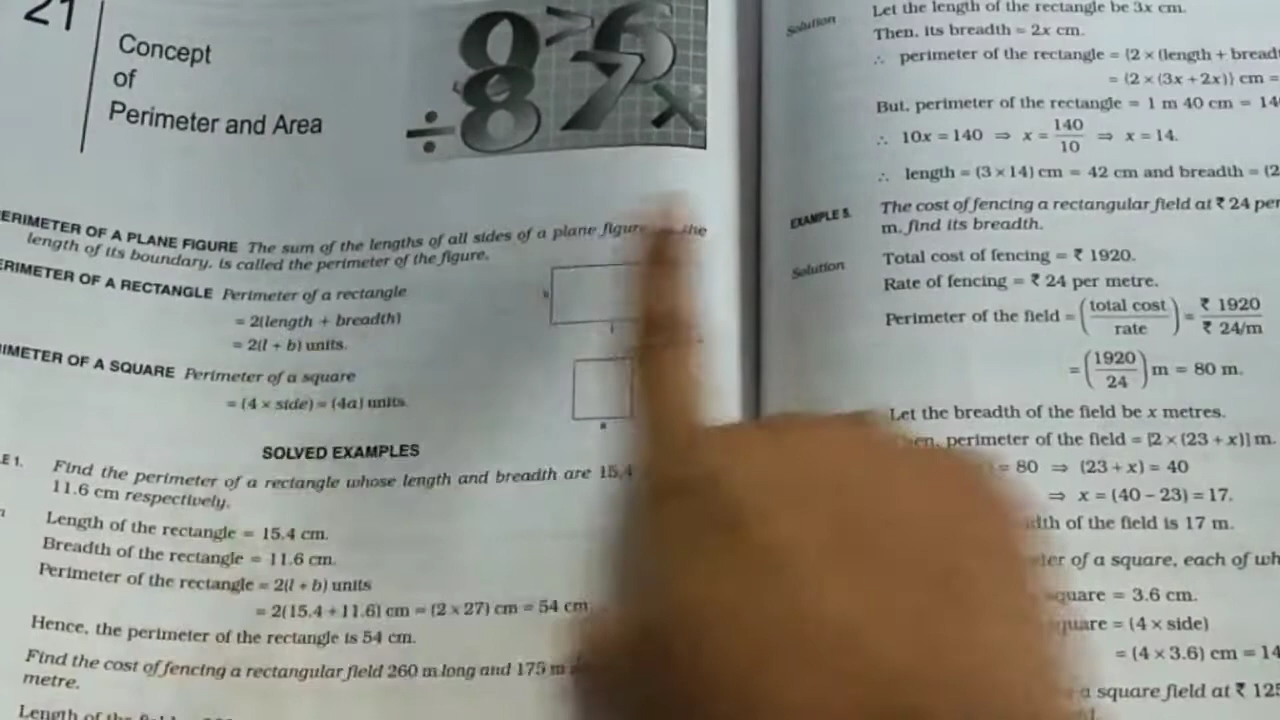 21
Concept
of
Perimeter and Area
PERIMETER OF A PLANE FIGURE The sum of the lengths of all sides of a plane figure the
length of its boundary, is called the perimeter of the figure.
PERIMETER OF A RECTANGLE Perimeter of a rectangle
= 2(length + breadth)
= 2(l + b) units.
b
l
IMETER OF A SQUARE Perimeter of a square
= (4 × side) = (4a) units.
a
SOLVED EXAMPLES
LE 1. Find the perimeter of a rectangle whose length and breadth are 15.4
11.6 cm respectively.
Length of the rectangle = 15.4 cm.
Breadth of the rectangle = 11.6 cm.
Perimeter of the rectangle = 2(l + b) units
= 2(15.4 + 11.6) cm = (2 × 27) cm = 54 cm
Hence, the perimeter of the rectangle is 54 cm.
Find the cost of fencing a rectangular field 260 m long and 175 m
metre.
Length of the
Solution Let the length of the rectangle be 3x cm.
Then, its breadth = 2x cm.
∴ perimeter of the rectangle = {2 × (length + bread
= {2 × (3x + 2x)} cm =
But, perimeter of the rectangle = 1 m 40 cm = 14
∴ 10x = 140 ⇒ x = 140/10 ⇒ x = 14.
∴ length = (3 × 14) cm = 42 cm and breadth = (2
EXAMPLE 5. The cost of fencing a rectangular field at ₹ 24 per
m, find its breadth.
Solution Total cost of fencing = ₹ 1920.
Rate of fencing = ₹ 24 per metre.
Perimeter of the field = (total cost/rate) = ₹ 1920/₹ 24/m
= (1920/24) m = 80 m.
Let the breadth of the field be x metres.
en, perimeter of the field = [2 × (23 + x)] m.
= 80 ⇒ (23 + x) = 40
⇒ x = (40 − 23) = 17.
dth of the field is 17 m.
ter of a square, each of wh
quare = 3.6 cm.
quare = (4 × side)
= (4 × 3.6) cm = 14
a square field at ₹ 125